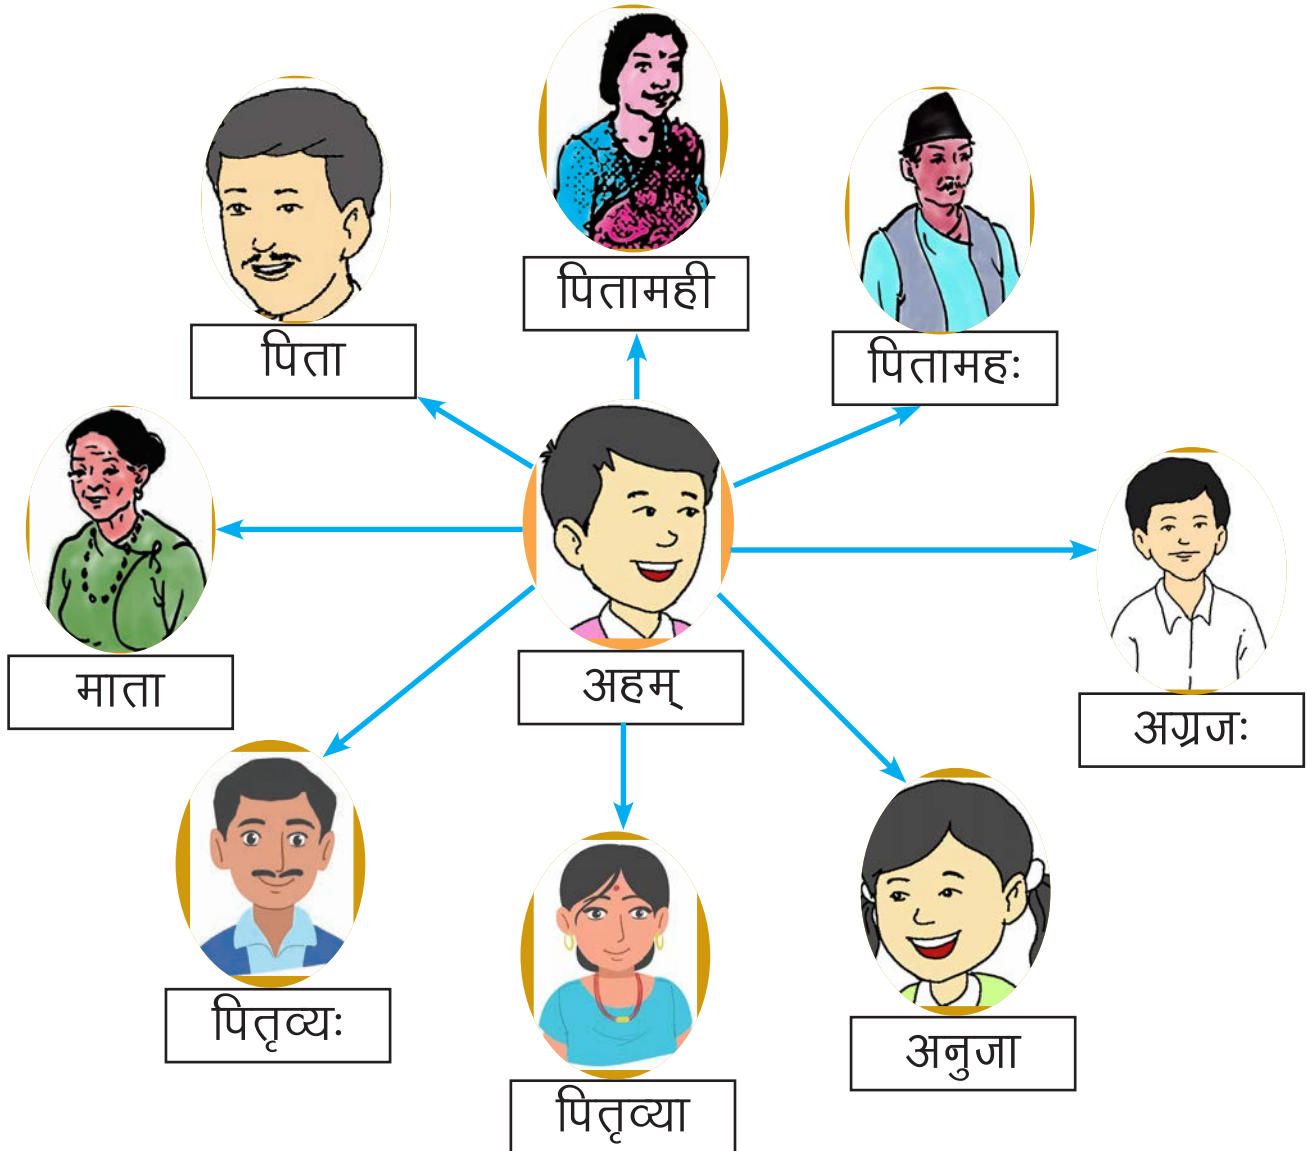 पितामही
पिता
पितामहः
माता
अहम्
अग्रजः
पितृव्यः
अनुजा
पितृव्या